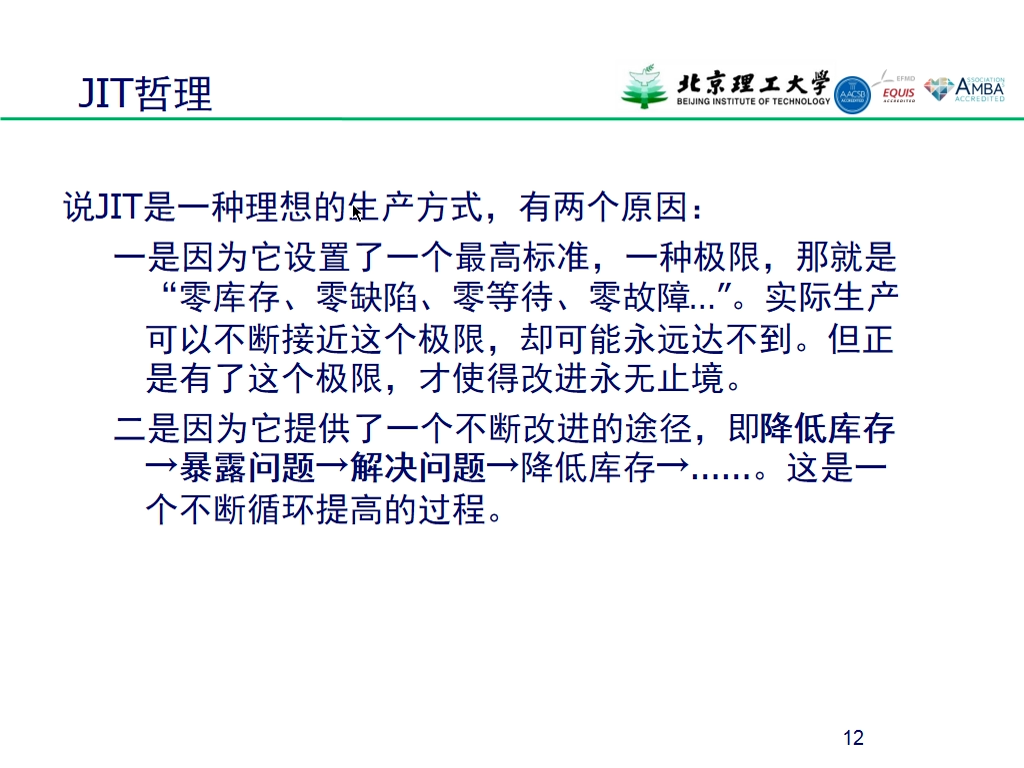 JIT哲理
北京理工大学
BEIJING INSTITUTE OF TECHNOLOGY
AACSB
ACCREDITED
EFMD
EQUIS
ACCREDITED
ASSOCIATION
AMBA
ACCREDITED
说JIT是一种理想的生产方式，有两个原因：
一是因为它设置了一个最高标准，一种极限，那就是
“零库存、零缺陷、零等待、零故障…”。实际生产
可以不断接近这个极限，却可能永远达不到。但正
是有了这个极限，才使得改进永无止境。
二是因为它提供了一个不断改进的途径，即降低库存
→暴露问题→解决问题→降低库存→……。这是一
个不断循环提高的过程。
12